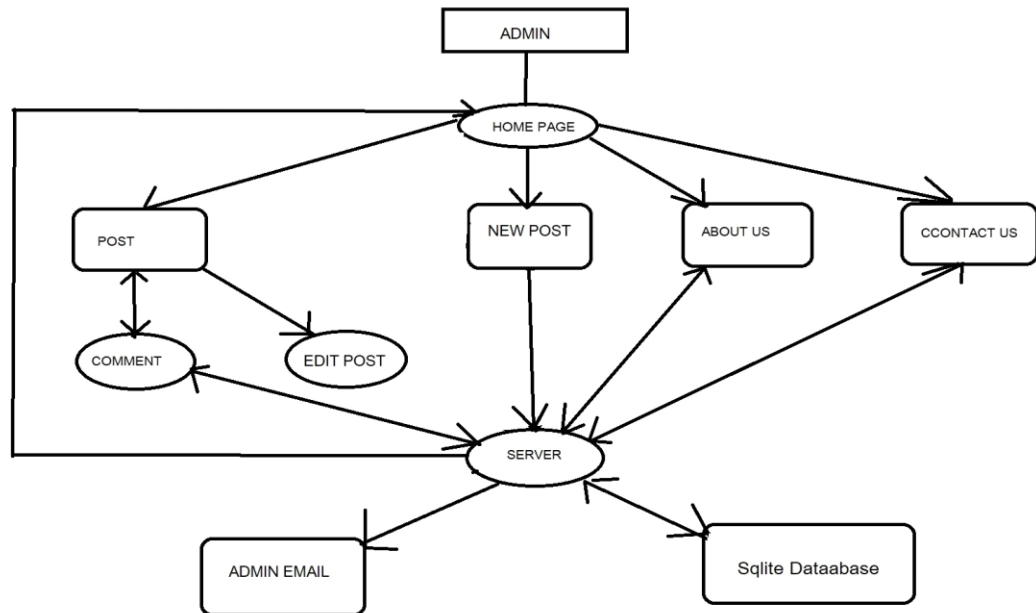 ADMIN
HOME PAGE
POST
NEW POST
ABOUT US
CCONTACT US
COMMENT
EDIT POST
SERVER
ADMIN EMAIL
Sqlite Dataabase